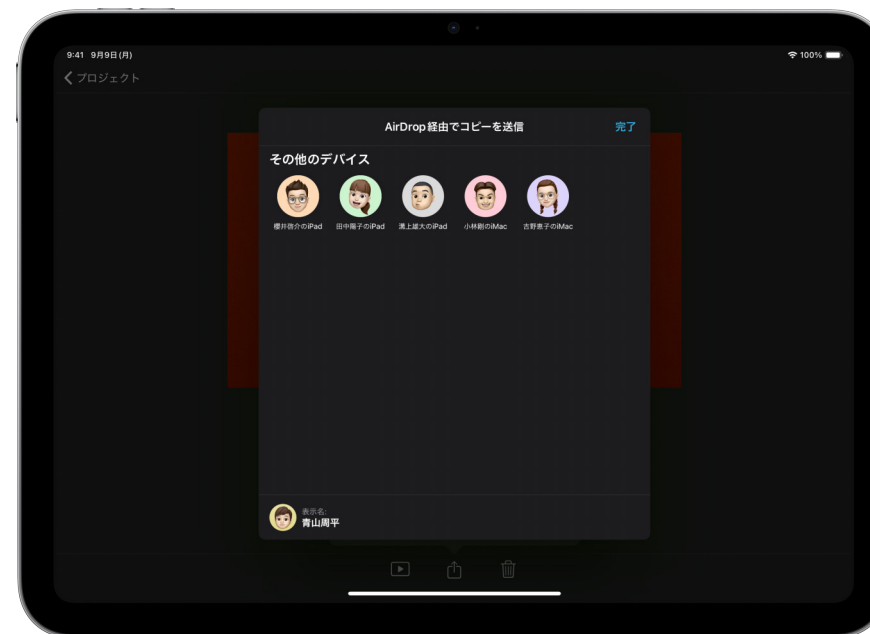 9:41 9月9日(月)
100%
プロジェクト
AirDrop経由でコピーを送信
完了
その他のデバイス
櫻井啓介のiPad
田中陽子のiPad
溝上雄大のiPad
小林剛のiMac
吉野恵子のiMac
表示名:
青山周平